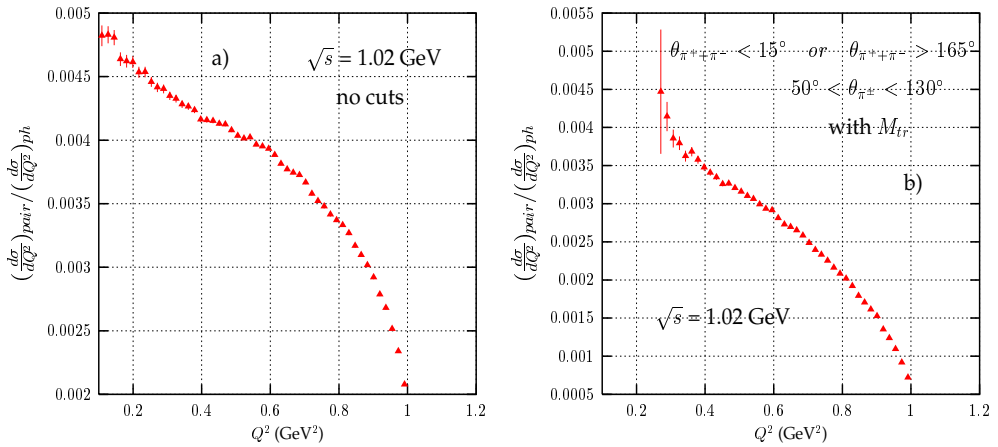 0.005
0.0045
0.004
0.0035
0.003
0.0025
0.002
0.2
0.4
0.6
0.8
1
1.2
Q² (GeV²)
(dσ/dQ²)pair/(dσ/dQ²)ph
a)
√s = 1.02 GeV
no cuts
0.0055
0.005
0.0045
0.004
0.0035
0.003
0.0025
0.002
0.0015
0.001
0.0005
0.2
0.4
0.6
0.8
1
1.2
Q² (GeV²)
(dσ/dQ²)pair/(dσ/dQ²)ph
θπ⁺+π⁻ < 15° or θπ⁺+π⁻ > 165°
50° < θπ± < 130°
with Mtr
b)
√s = 1.02 GeV